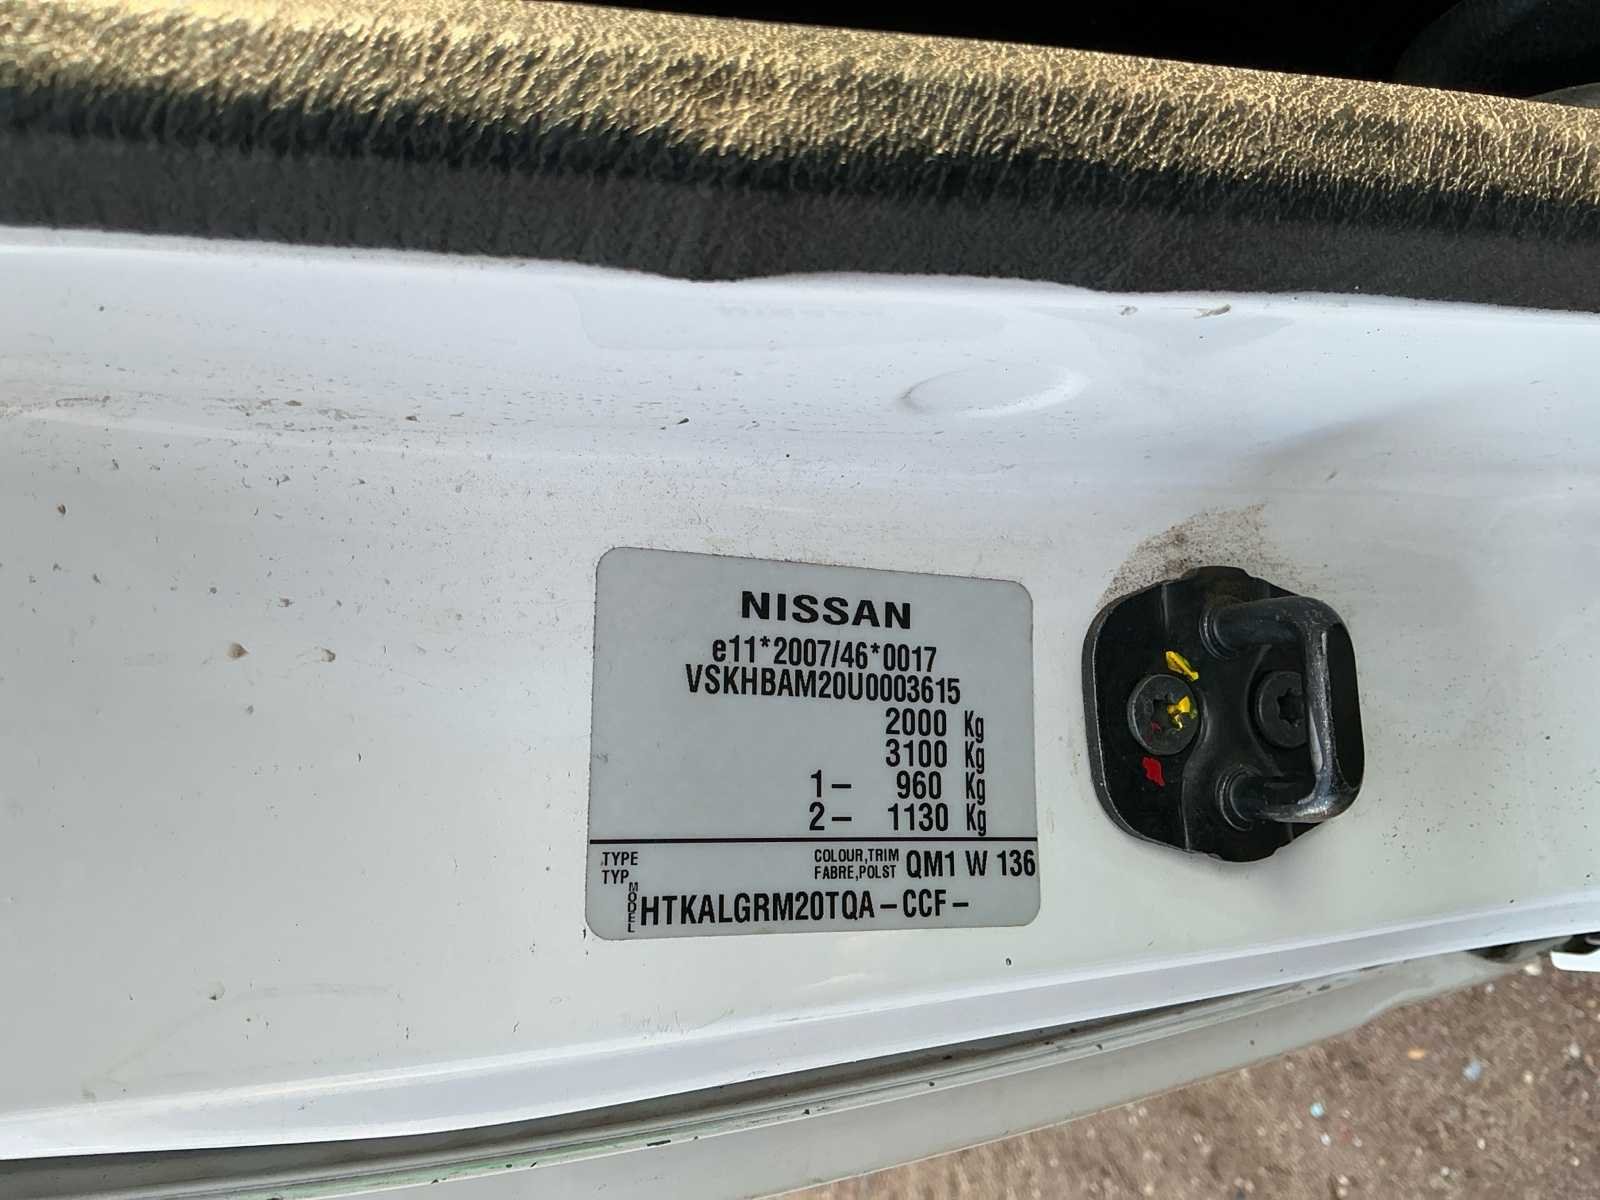 NISSAN
e11*2007/46*0017
VSKHBAM20U0003615
2000 Kg
3100 Kg
1- 960 Kg
2- 1130 Kg
TYPE COLOUR,TRIM QM1 W 136
TYP FABRE,POLST
MODEL HTKALGRM20TQA-CCF-